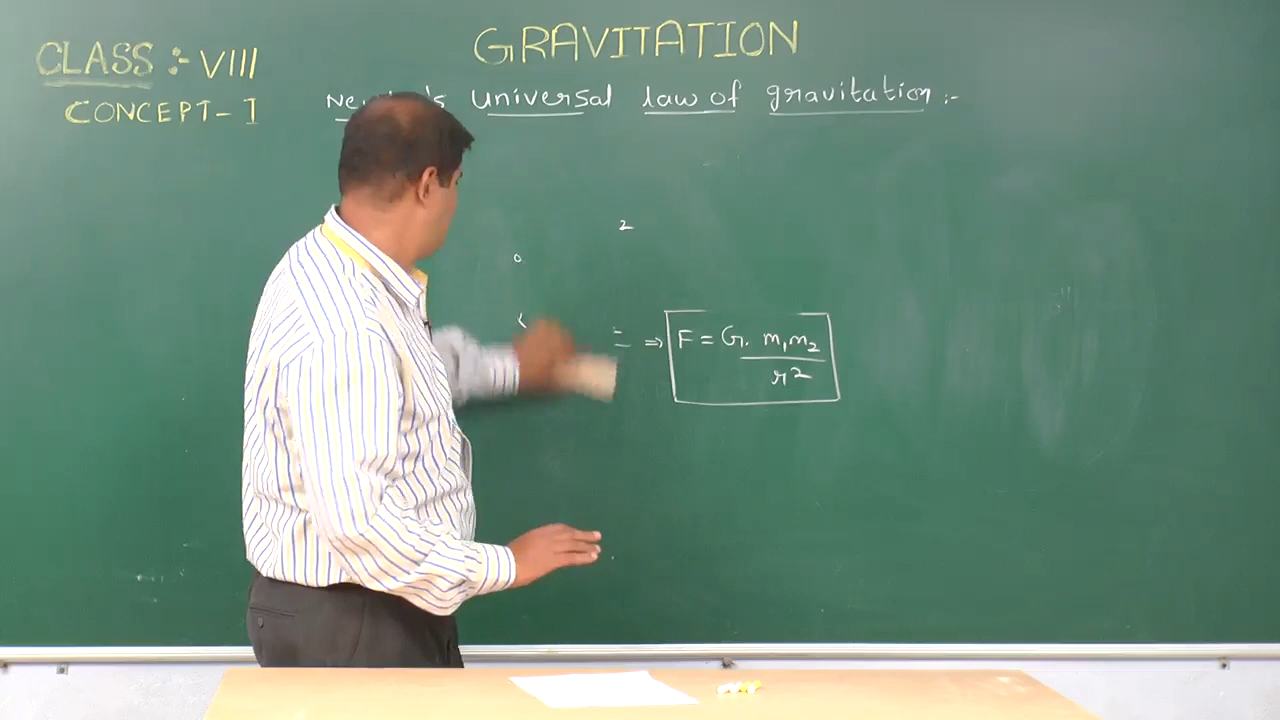 GRAVITATION
CLASS :- VIII
CONCEPT - I
universal law of gravitation :-
2
⇒ F = G. m₁m₂
r²